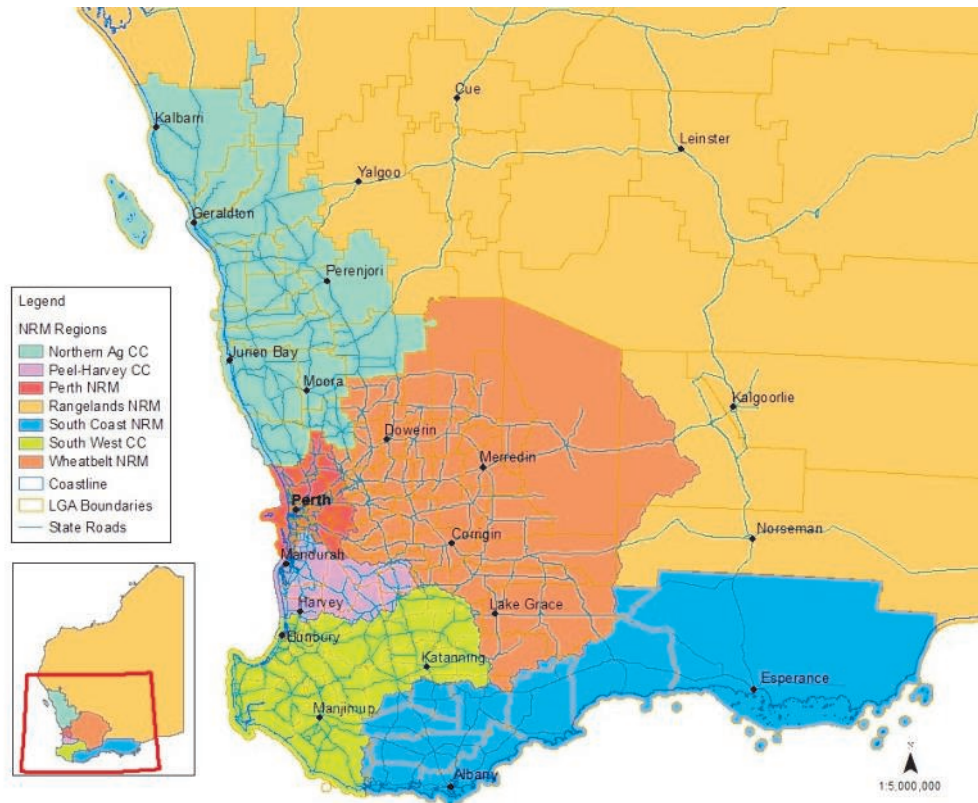 Cue
Kalbarri
Leinster
Yalgoo
Geraldton
Perenjori
Legend
NRM Regions
Northern Ag CC
Peel-Harvey CC
Perth NRM
Rangelands NRM
South Coast NRM
South West CC
Wheatbelt NRM
Coastline
LGA Boundaries
State Roads
Jurien Bay
Moora
Kalgoorlie
Dowerin
Merredin
Perth
Corrigin
Norseman
Mandurah
Harvey
Lake Grace
Bunbury
Katanning
Esperance
Manjimup
Albany
N
1:5,000,000